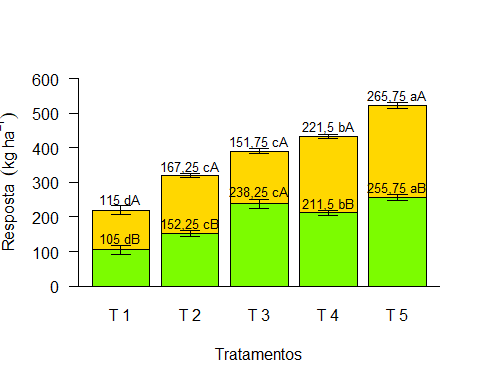 265,75 aA
600
221,5 bA
500
151,75 cA
167,25 cA
400
115 dA
238,25 cA
211,5 bB
255,75 aB
300
152,25 cB
200
105 dB
100
0
Resposta (kg ha⁻¹)
T 1 T 2 T 3 T 4 T 5
Tratamentos